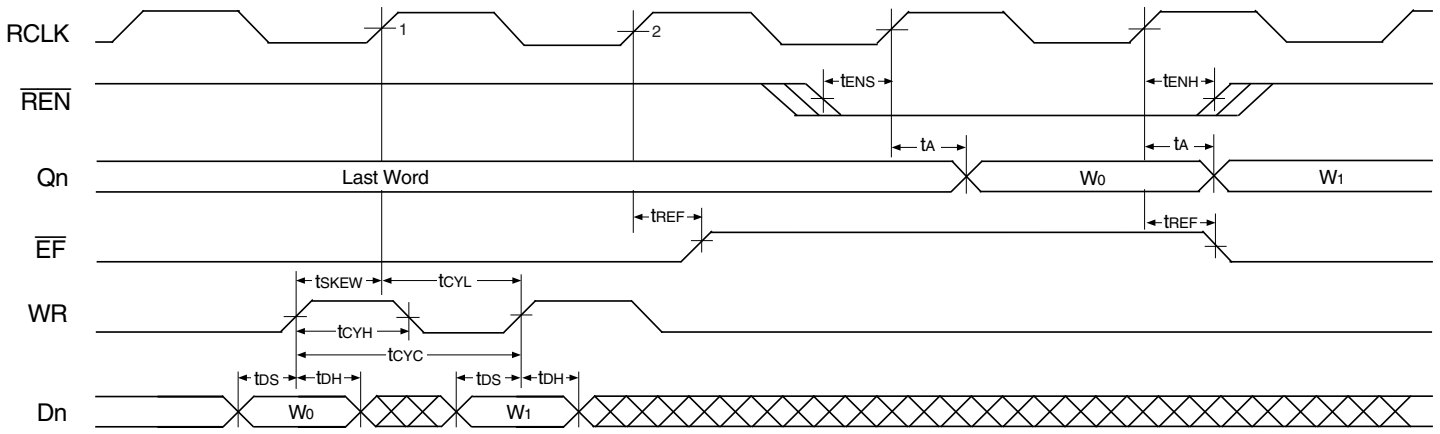 RCLK 1 2
REN tENS tENH
tA tA
Qn Last Word W0 W1
tREF tREF
EF
tSKEW tCYL
WR
tCYH
tCYC
tDS tDH tDS tDH
Dn W0 W1